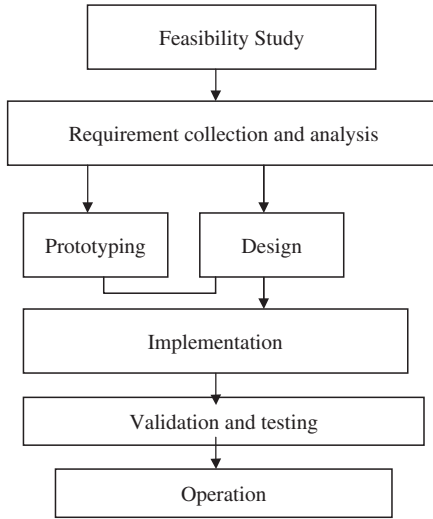 Feasibility Study
Requirement collection and analysis
Prototyping
Design
Implementation
Validation and testing
Operation